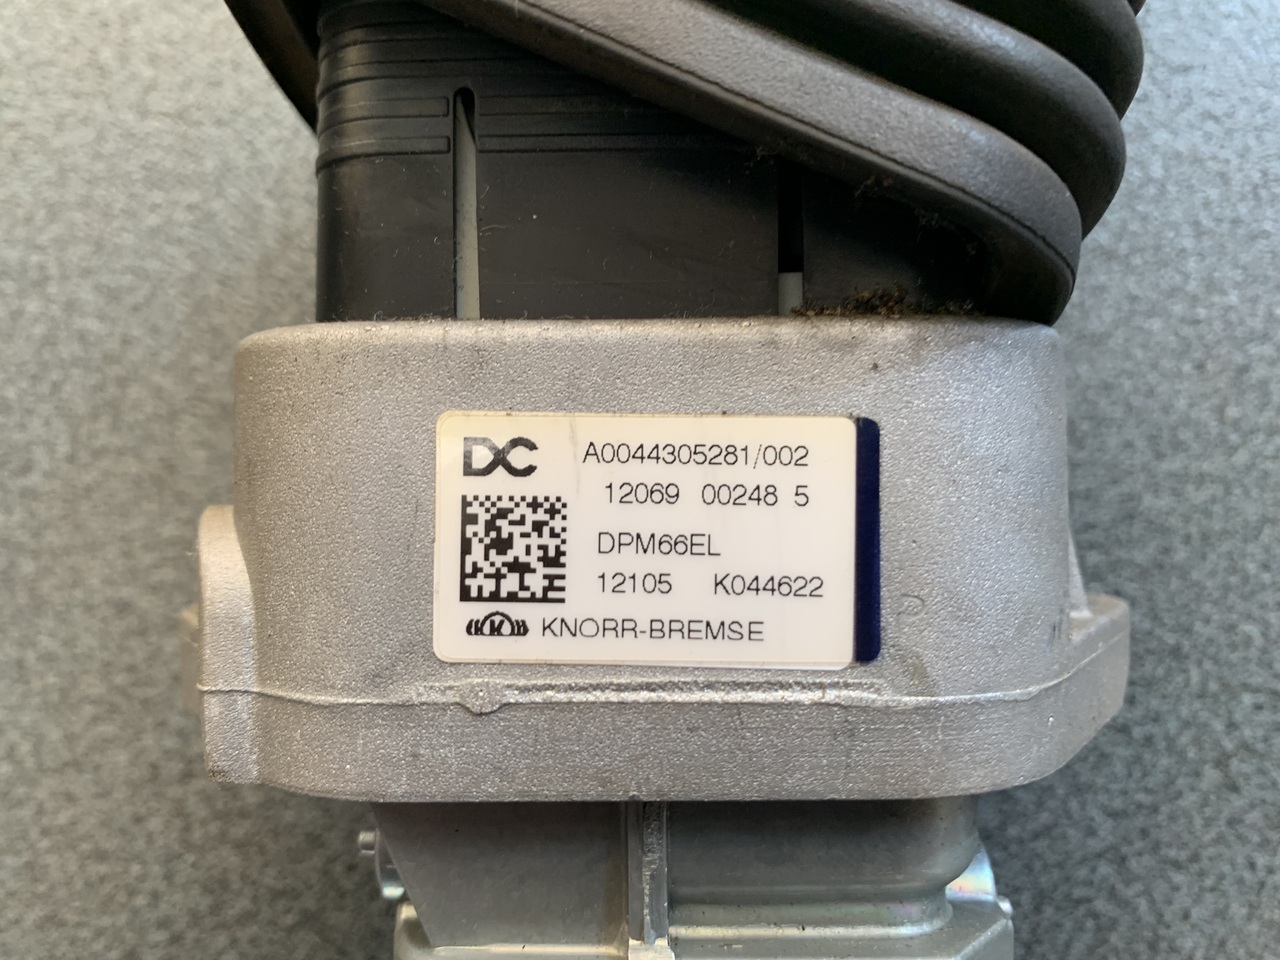 DC A0044305281/002
12069 00248 5
DPM66EL
12105 K044622
K KNORR-BREMSE